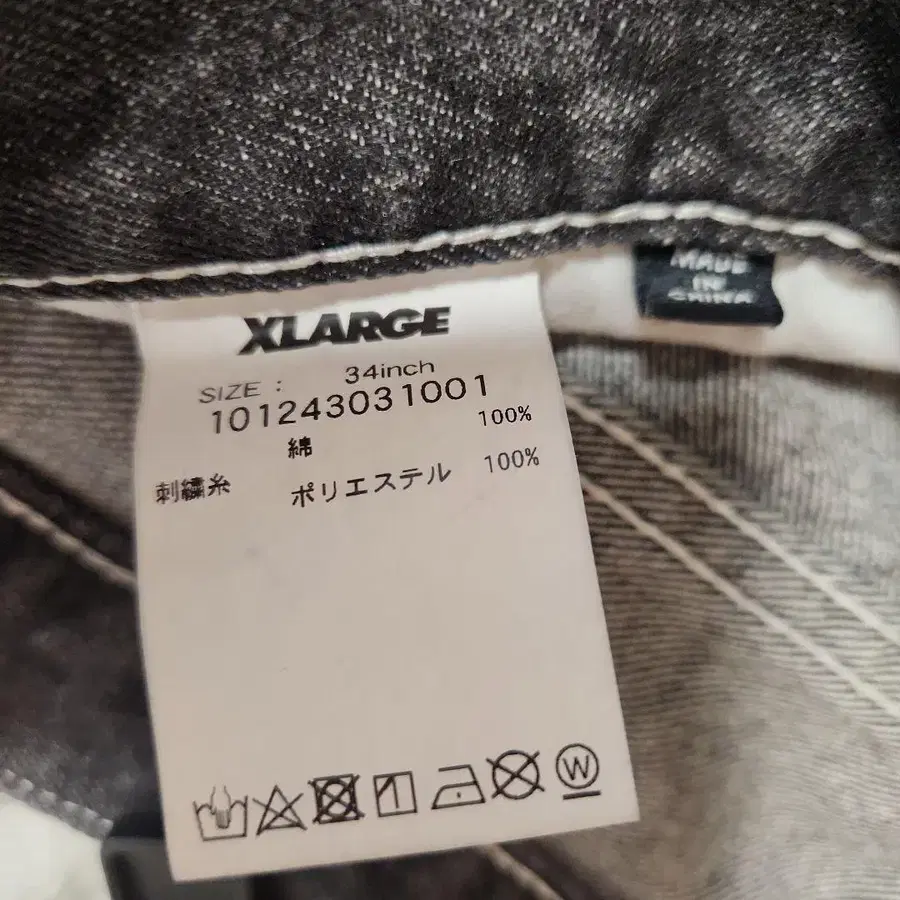 MADE
IN
CHINA
XLARGE
SIZE : 34inch
101243031001
綿 100%
刺繍糸 ポリエステル 100%
W